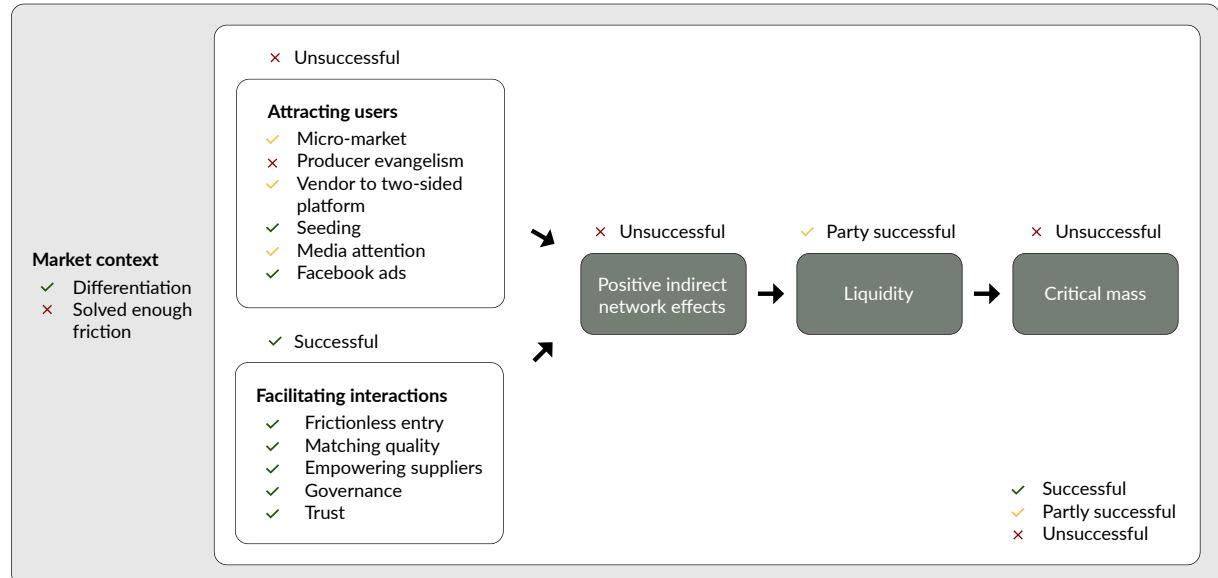 Market context
Differentiation
Solved enough
friction
Unsuccessful
Attracting users
Micro-market
Producer evangelism
Vendor to two-sided
platform
Seeding
Media attention
Facebook ads
Successful
Facilitating interactions
Frictionless entry
Matching quality
Empowering suppliers
Governance
Trust
Unsuccessful
Positive indirect
network effects
Party successful
Liquidity
Unsuccessful
Critical mass
Successful
Partly successful
Unsuccessful